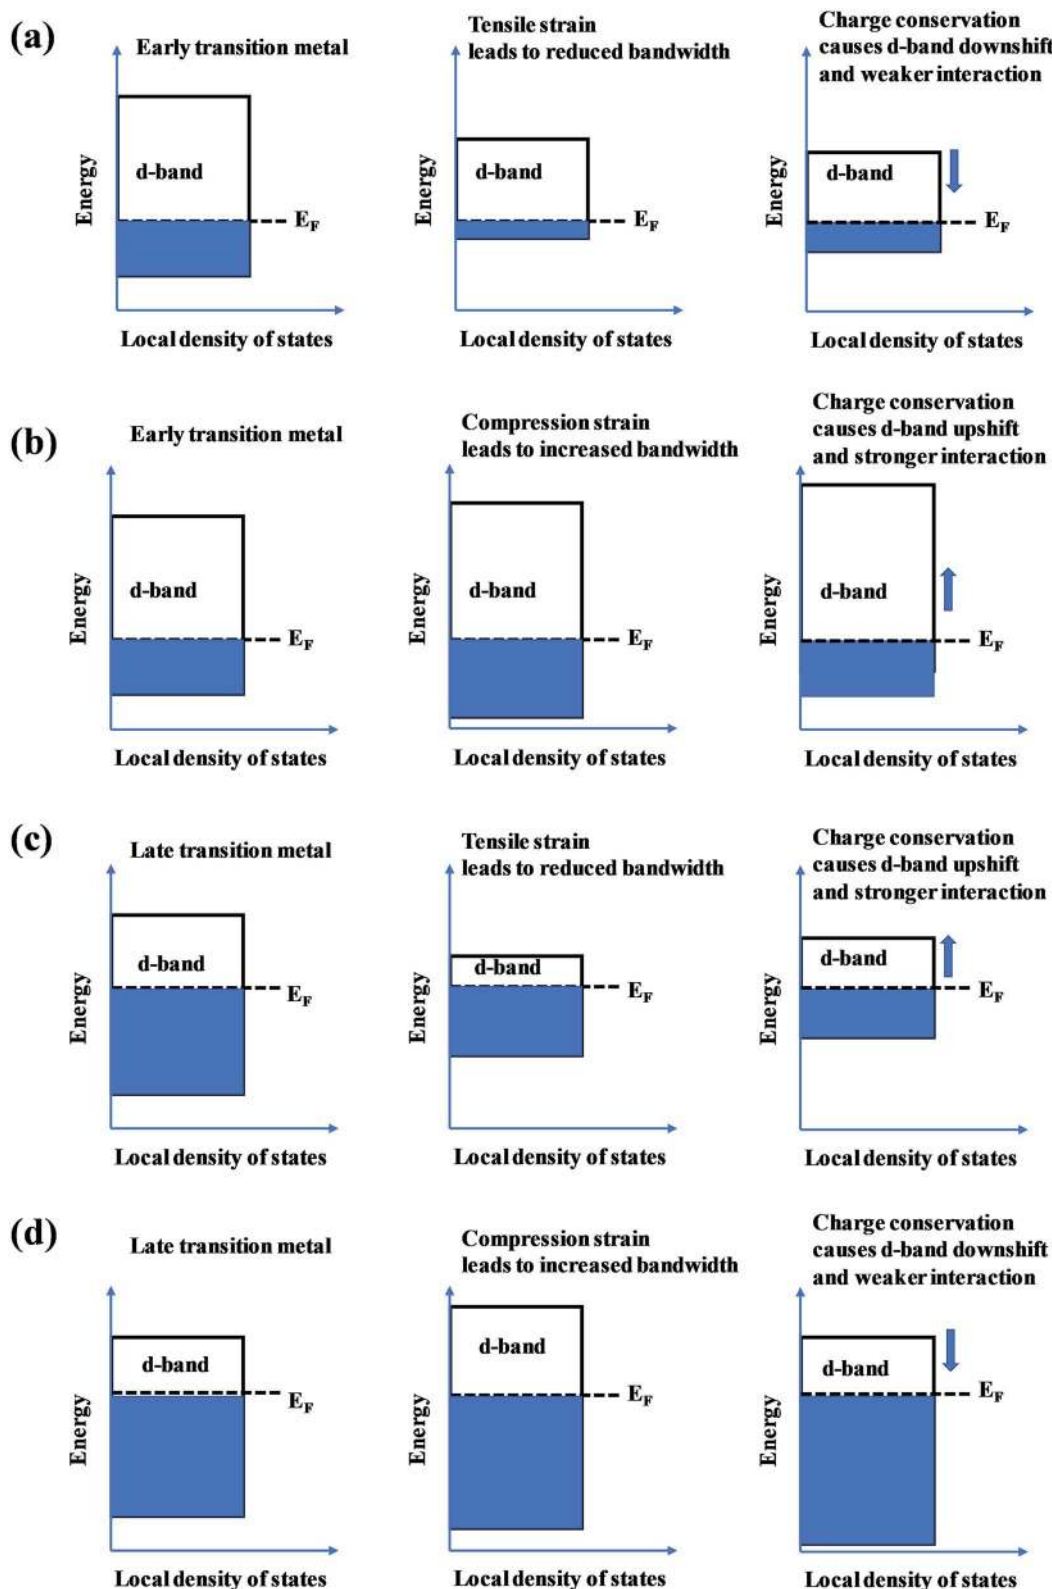 (a)
Early transition metal
Energy
d-band
E_F
Local density of states
Tensile strain
leads to reduced bandwidth
Energy
d-band
E_F
Local density of states
Charge conservation
causes d-band downshift
and weaker interaction
Energy
d-band
E_F
Local density of states
(b)
Early transition metal
Energy
d-band
E_F
Local density of states
Compression strain
leads to increased bandwidth
Energy
d-band
E_F
Local density of states
Charge conservation
causes d-band upshift
and stronger interaction
Energy
d-band
E_F
Local density of states
(c)
Late transition metal
Energy
d-band
E_F
Local density of states
Tensile strain
leads to reduced bandwidth
Energy
d-band
E_F
Local density of states
Charge conservation
causes d-band upshift
and stronger interaction
Energy
d-band
E_F
Local density of states
(d)
Late transition metal
Energy
d-band
E_F
Local density of states
Compression strain
leads to increased bandwidth
Energy
d-band
E_F
Local density of states
Charge conservation
causes d-band downshift
and weaker interaction
Energy
d-band
E_F
Local density of states